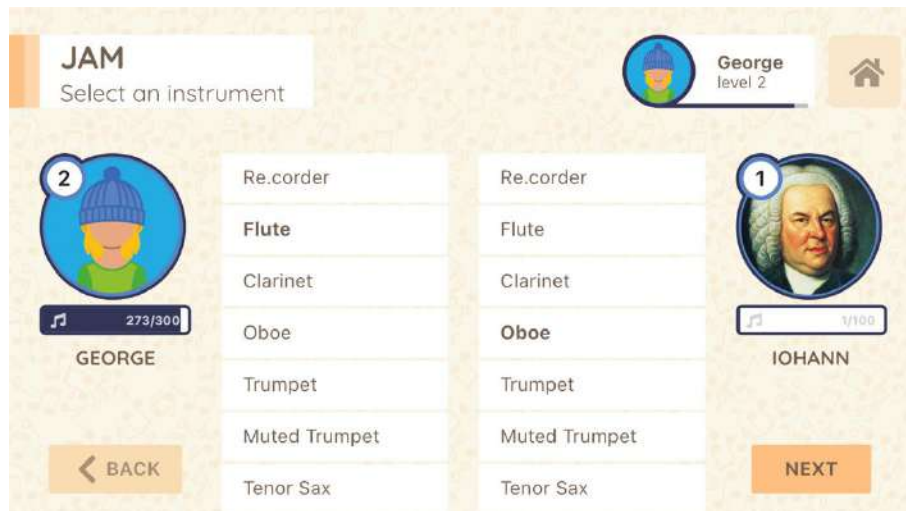 JAM
Select an instrument
George
level 2
2
273/300
GEORGE
Re.corder
Flute
Clarinet
Oboe
Trumpet
Muted Trumpet
Tenor Sax
Re.corder
Flute
Clarinet
Oboe
Trumpet
Muted Trumpet
Tenor Sax
1
1/100
IOHANN
BACK
NEXT